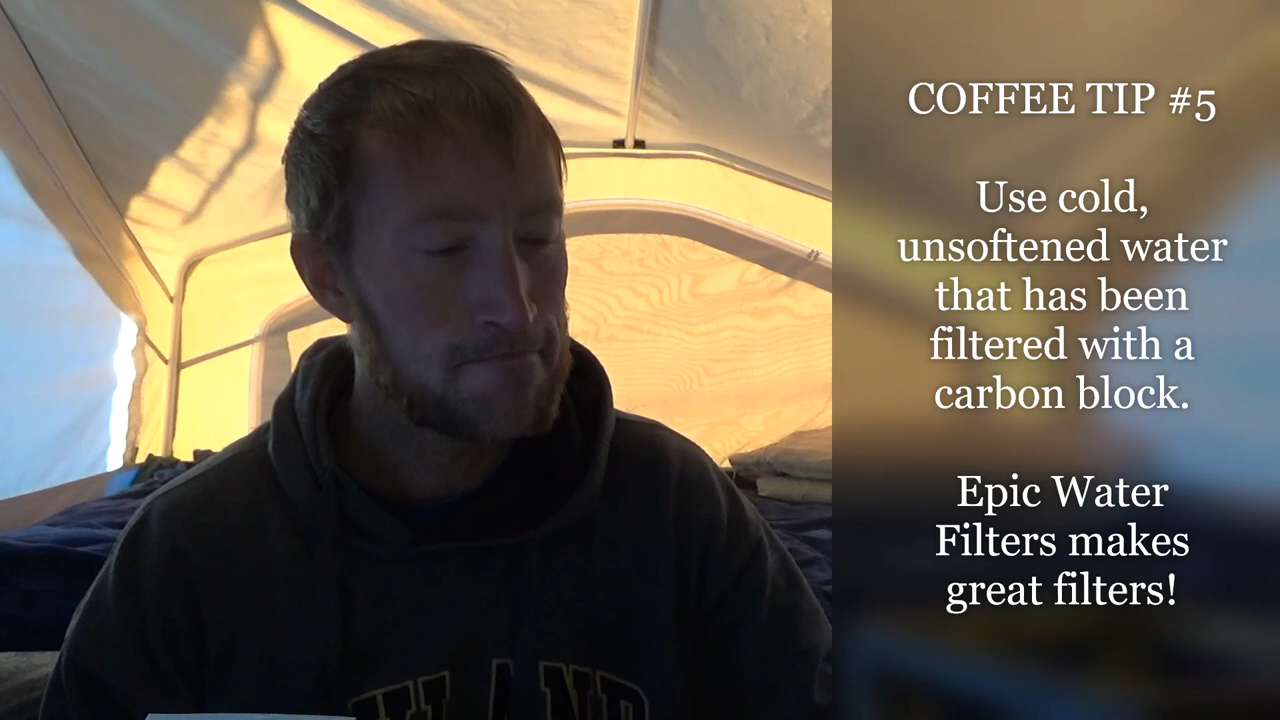 COFFEE TIP #5
Use cold,
unsoftened water
that has been
filtered with a
carbon block.
Epic Water
Filters makes
great filters!